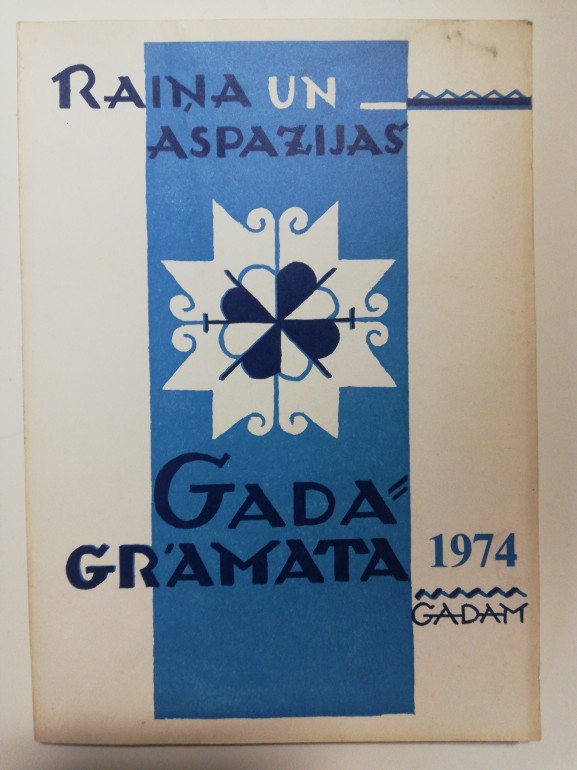 RAIŅA UN
ASPAZIJAS
GADA=
GRĀMATA
1974
GADAM